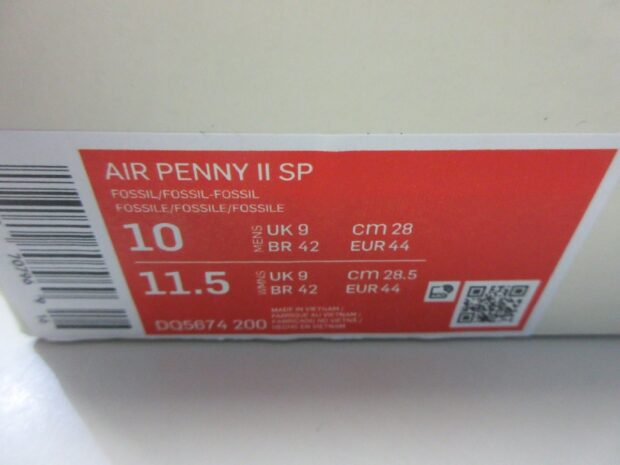 AIR PENNY II SP
FOSSIL/FOSSIL-FOSSIL
FOSSILE/FOSSILE/FOSSILE
10 MENS UK 9 CM 28
BR 42 EUR 44
11.5 WMNS UK 9 CM 28.5
BR 42 EUR 44
DQ5674 200
MADE IN VIETNAM /
FABRIQUE AU VIETNAM /
FABRICADO NO VIETNÃ /
HECHO EN VIETNAM